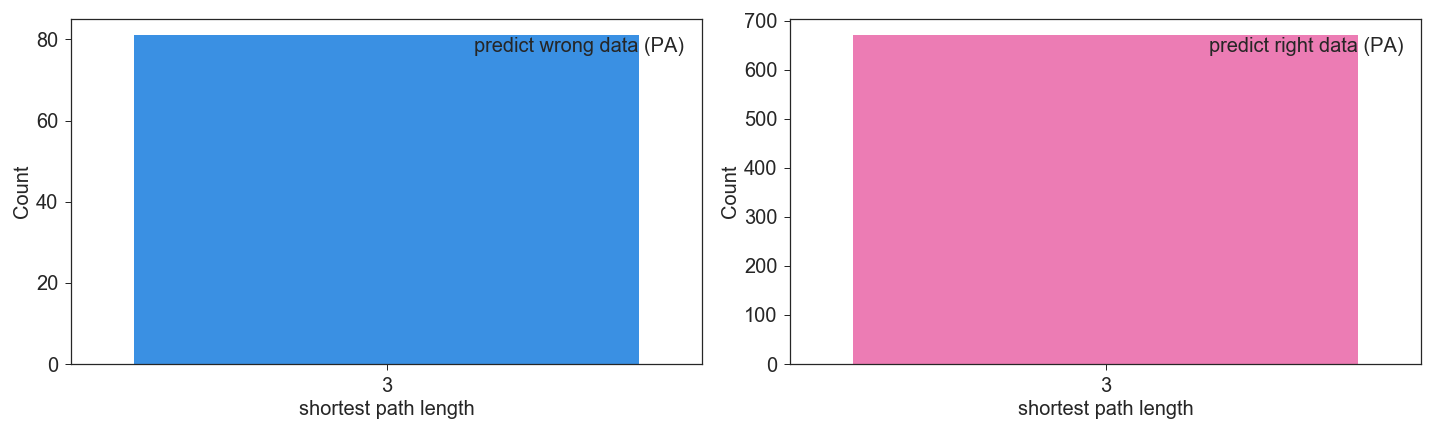 80
60
40
20
0
Count
predict wrong data (PA)
3
shortest path length
700
600
500
400
300
200
100
0
Count
predict right data (PA)
3
shortest path length